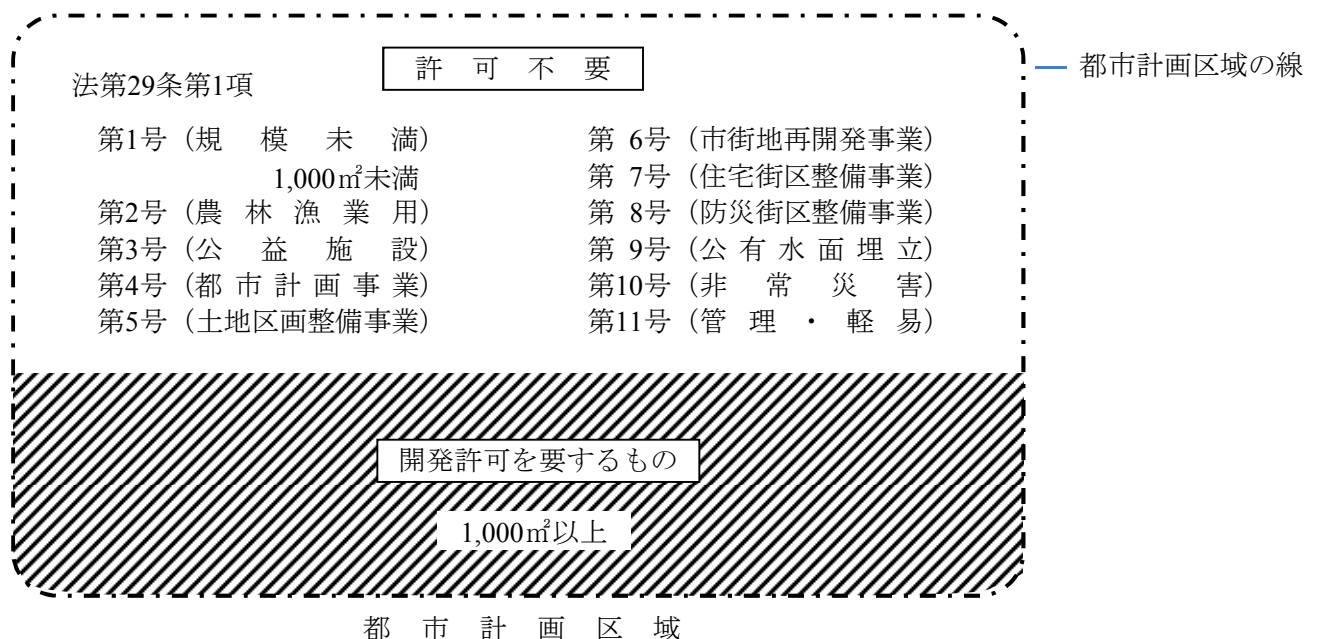 許可不要
都市計画区域の線
法第29条第1項
第1号（規模未満）
1,000㎡未満
第2号（農林漁業用）
第3号（公益施設）
第4号（都市計画事業）
第5号（土地区画整備事業）
第 6号（市街地再開発事業）
第 7号（住宅街区整備事業）
第 8号（防災街区整備事業）
第 9号（公有水面埋立）
第10号（非常災害）
第11号（管理・軽易）
開発許可を要するもの
1,000㎡以上
都市計画区域